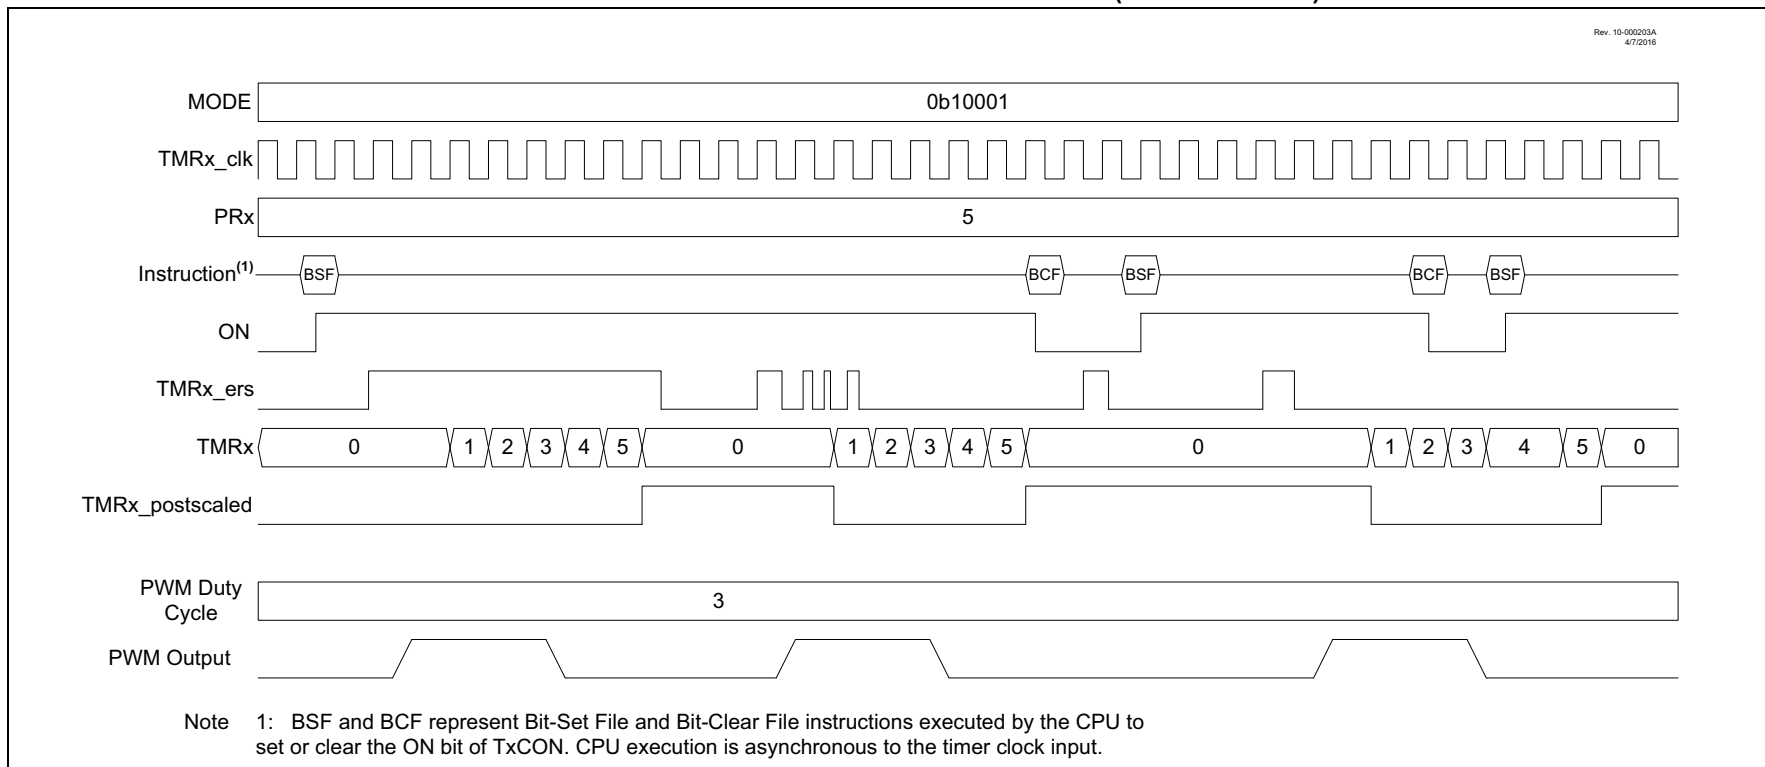 Rev. 10-000203A
4/7/2016
MODE 0b10001
TMRx_clk
PRx 5
Instruction(1) BSF BCF BSF BCF BSF
ON
TMRx_ers
TMRx 0 1 2 3 4 5 0 1 2 3 4 5 0 1 2 3 4 5 0
TMRx_postscaled
PWM Duty
Cycle 3
PWM Output
Note 1: BSF and BCF represent Bit-Set File and Bit-Clear File instructions executed by the CPU to
set or clear the ON bit of TxCON. CPU execution is asynchronous to the timer clock input.